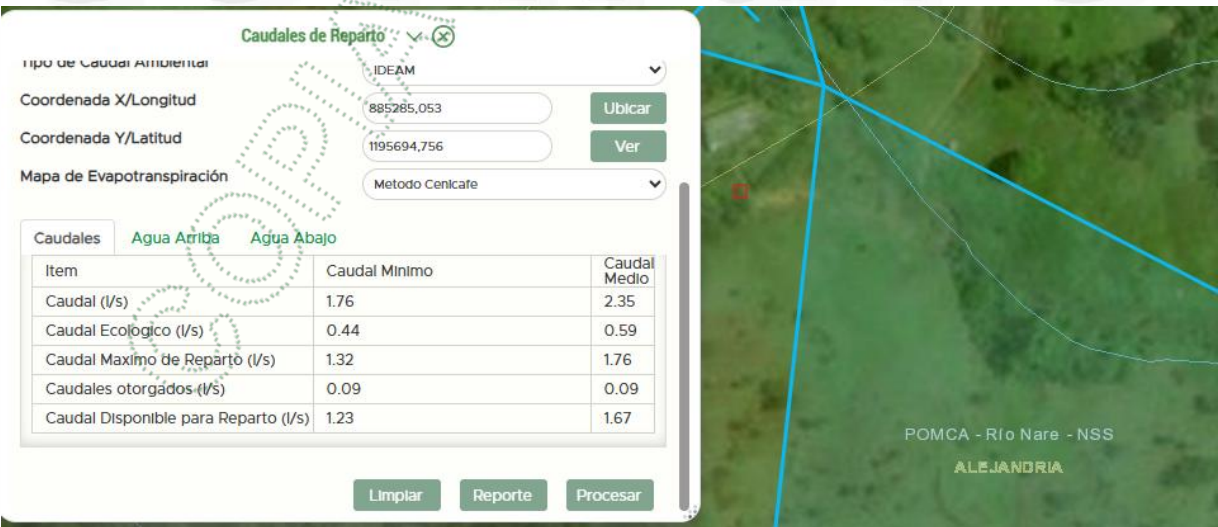 Caudales de Reparto
Tipo de Caudal Ambiental IDEAM
Coordenada X/Longitud 885285,053 Ubicar
Coordenada Y/Latitud 1195694,756 Ver
Mapa de Evapotranspiración Metodo Cenicafe
Caudales Agua Arriba Agua Abajo
Item Caudal Minimo Caudal Medio
Caudal (l/s) 1.76 2.35
Caudal Ecologico (l/s) 0.44 0.59
Caudal Maximo de Reparto (l/s) 1.32 1.76
Caudales otorgados (l/s) 0.09 0.09
Caudal Disponible para Reparto (l/s) 1.23 1.67
Limpiar Reporte Procesar
COPIA
POMCA - Río Nare - NSS
ALEJANDRIA